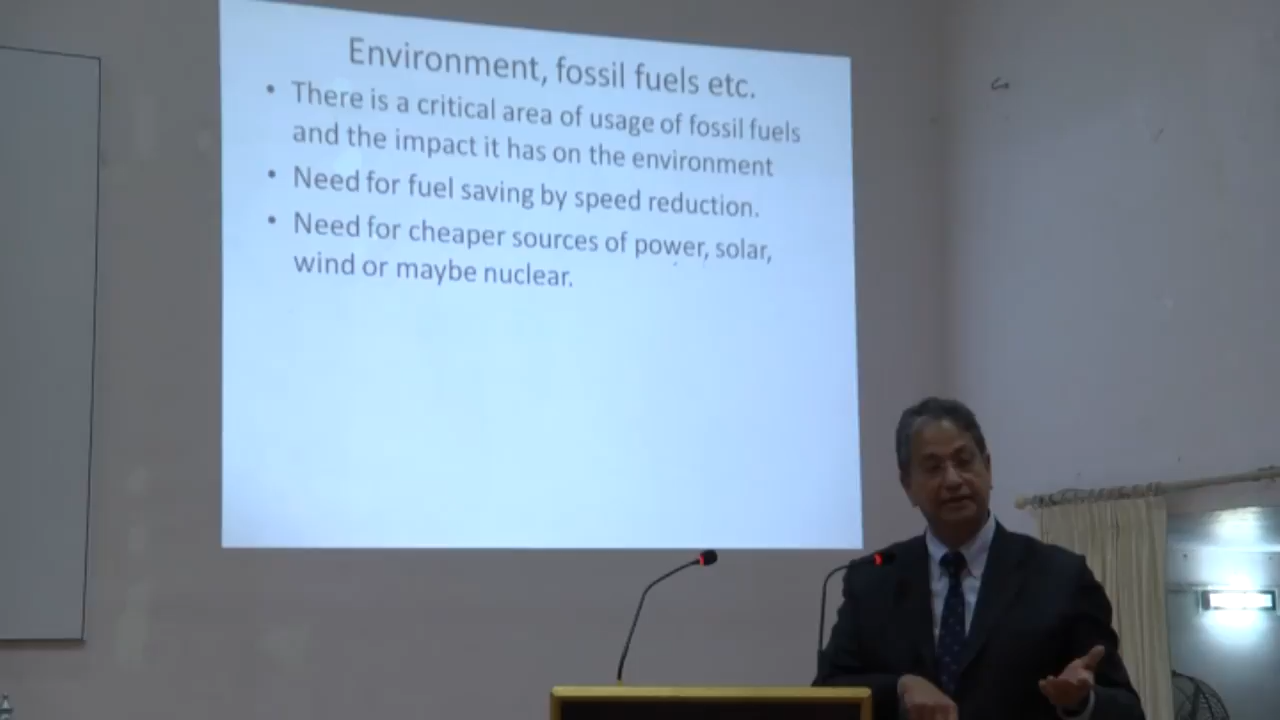 Environment, fossil fuels etc.
• There is a critical area of usage of fossil fuels
and the impact it has on the environment
• Need for fuel saving by speed reduction.
• Need for cheaper sources of power, solar,
wind or maybe nuclear.